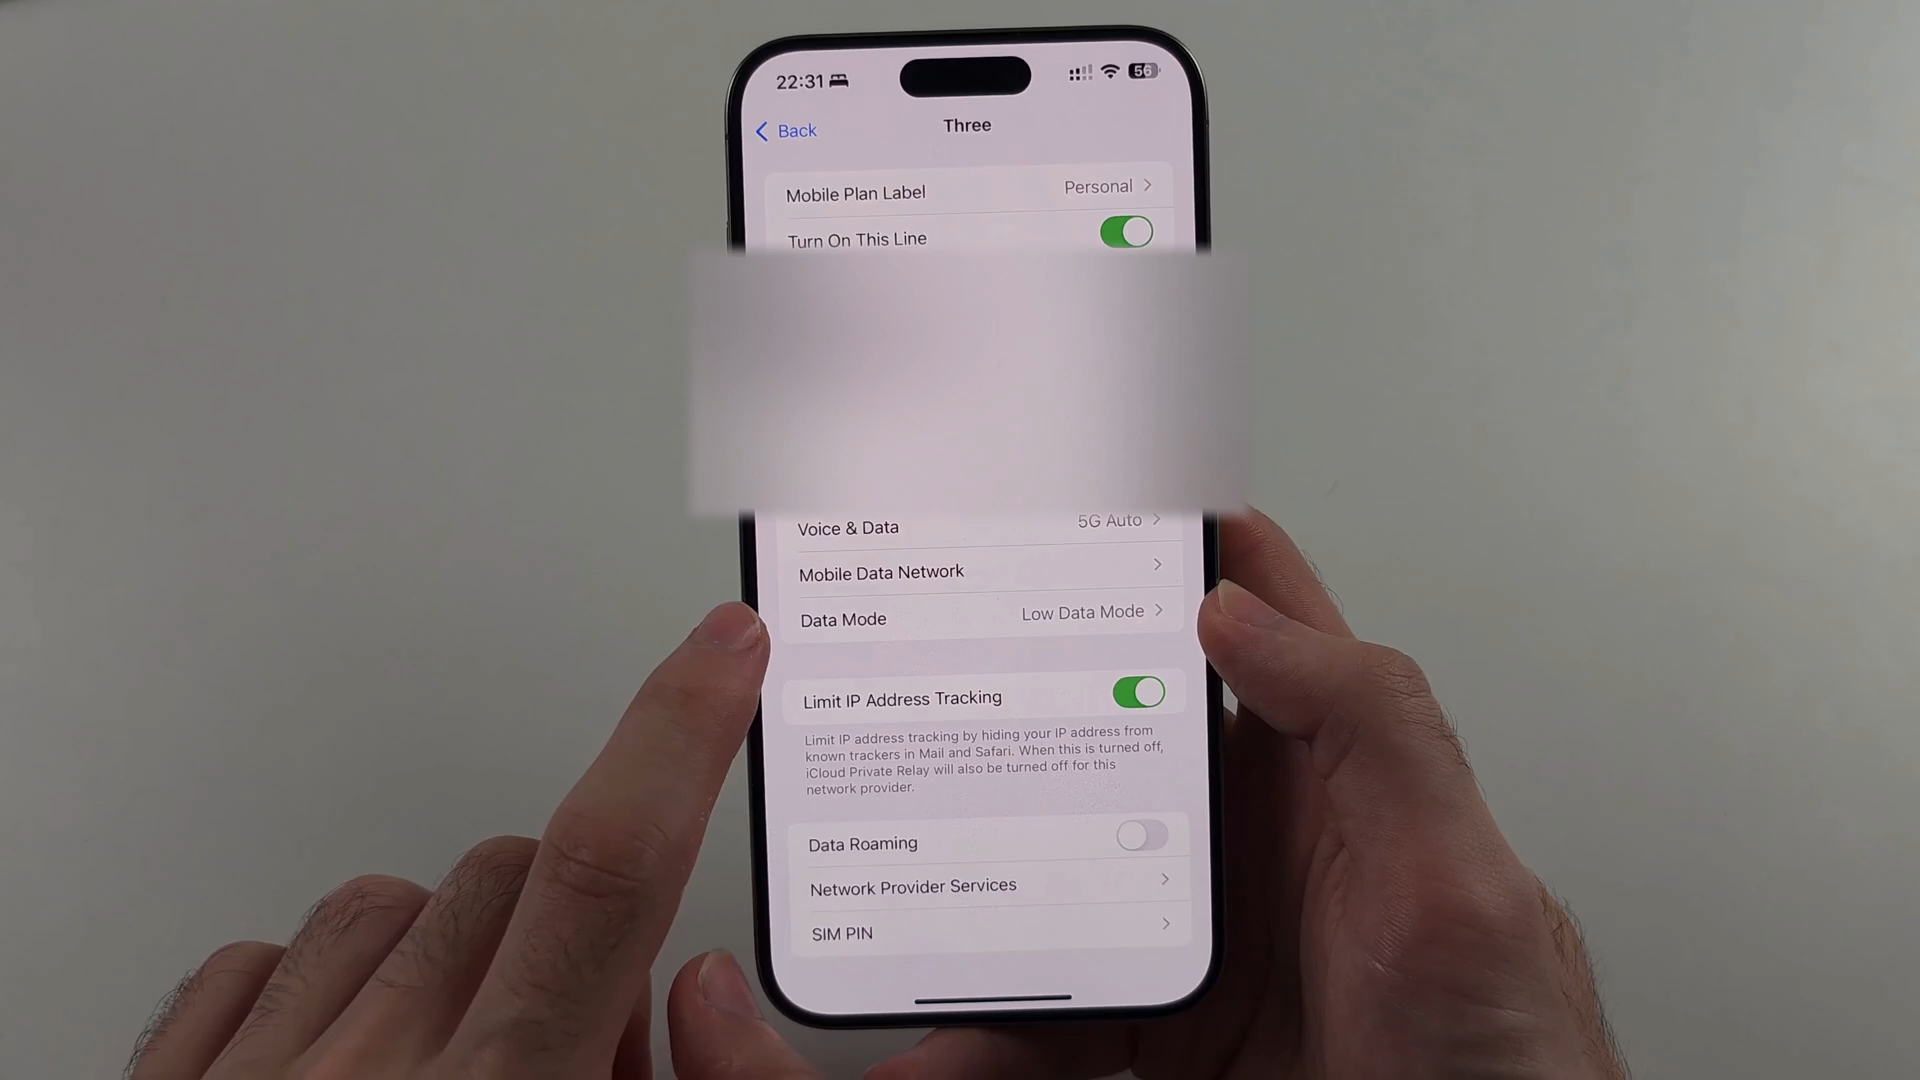 22:31
56
Back
Three
Mobile Plan Label Personal
Turn On This Line
Voice & Data 5G Auto
Mobile Data Network
Data Mode Low Data Mode
Limit IP Address Tracking
Limit IP address tracking by hiding your IP address from
known trackers in Mail and Safari. When this is turned off,
iCloud Private Relay will also be turned off for this
network provider.
Data Roaming
Network Provider Services
SIM PIN